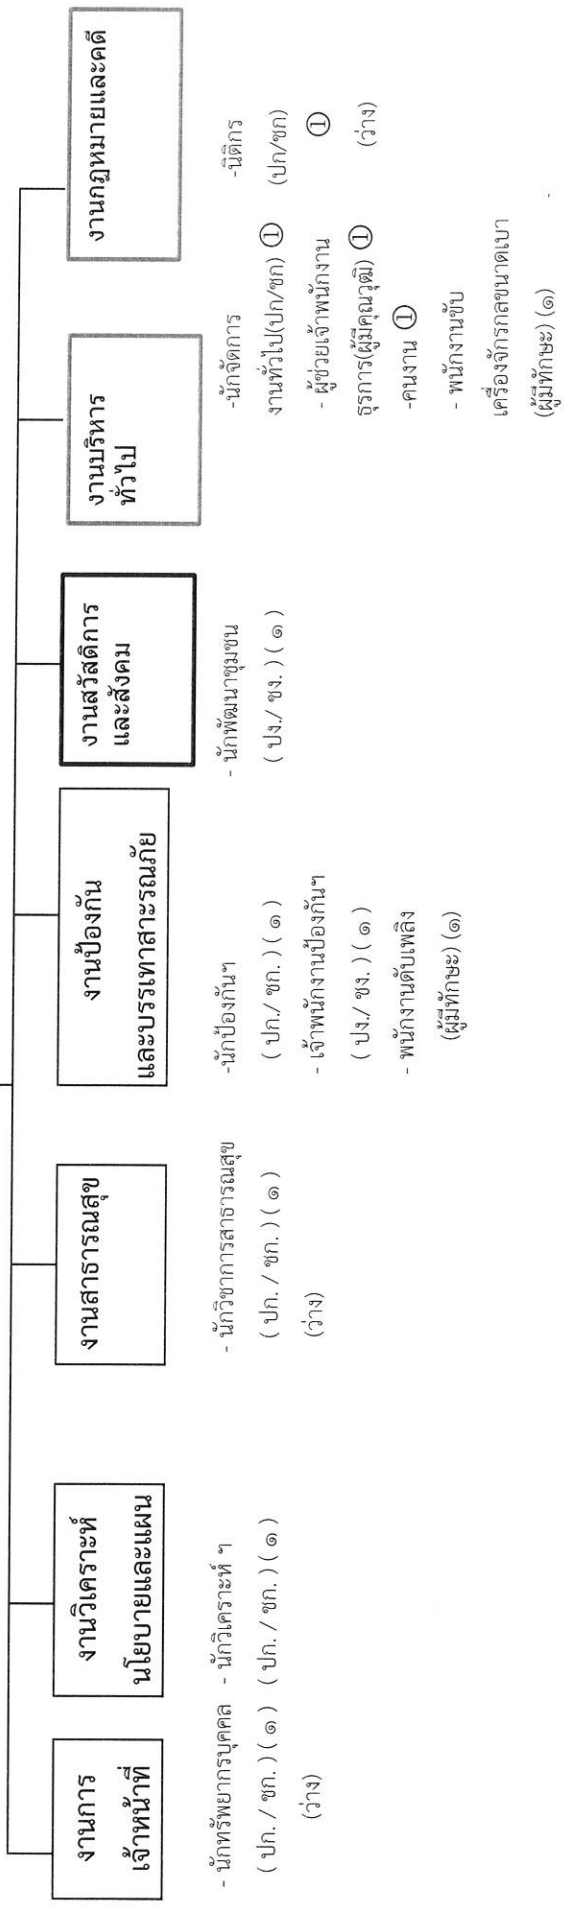 งานการ
เจ้าหน้าที่
- นักทรัพยากรบุคคล
( ปก. / ชก. ) ( ๑ )
(ว่าง)
งานวิเคราะห์
นโยบายและแผน
- นักวิเคราะห์ ฯ
( ปก. / ชก. ) ( ๑ )
งานสาธารณสุข
- นักวิชาการสาธารณสุข
( ปก. / ชก. ) ( ๑ )
(ว่าง)
งานป้องกัน
และบรรเทาสาธารณภัย
-นักป้องกันฯ
( ปก./ ชก. ) ( ๑ )
- เจ้าพนักงานป้องกันฯ
( ปง./ ชง. ) ( ๑ )
- พนักงานดับเพลิง
(ผู้มีทักษะ) (๑)
งานสวัสดิการ
และสังคม
- นักพัฒนาชุมชน
( ปง./ ชง. ) ( ๑ )
งานบริหาร
ทั่วไป
-นักจัดการ
งานทั่วไป(ปก/ชก) ①
- ผู้ช่วยเจ้าพนักงาน
ธุรการ(ผู้มีคุณวุฒิ) ①
-คนงาน ①
- พนักงานขับ
เครื่องจักรกลขนาดเบา
(ผู้มีทักษะ) (๑)
งานกฎหมายและคดี
-นิติกร
(ปก/ชก)
①
(ว่าง)